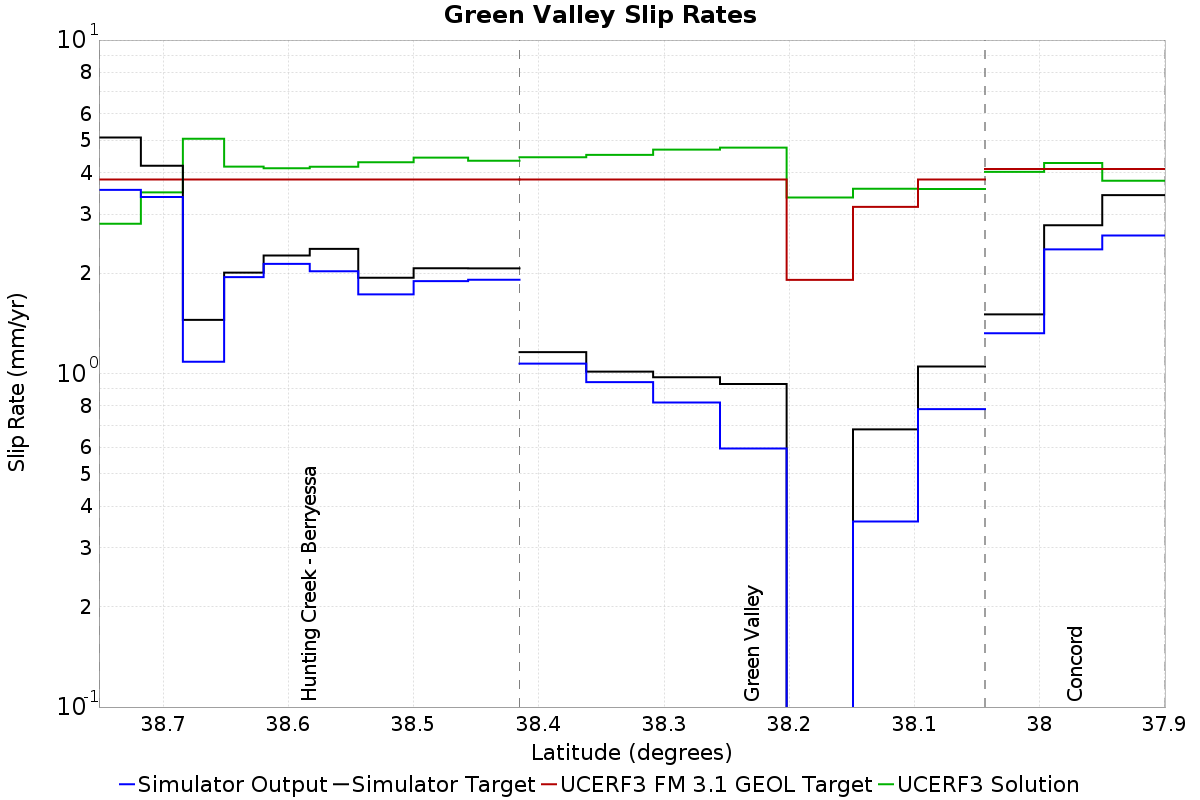 Green Valley Slip Rates
10^1
8
6
5
4
3
2
10^0
8
6
5
4
3
2
10^-1
Slip Rate (mm/yr)
Hunting Creek - Berryessa
Green Valley
Concord
38.7 38.6 38.5 38.4 38.3 38.2 38.1 38 37.9
Latitude (degrees)
Simulator Output Simulator Target UCERF3 FM 3.1 GEOL Target UCERF3 Solution